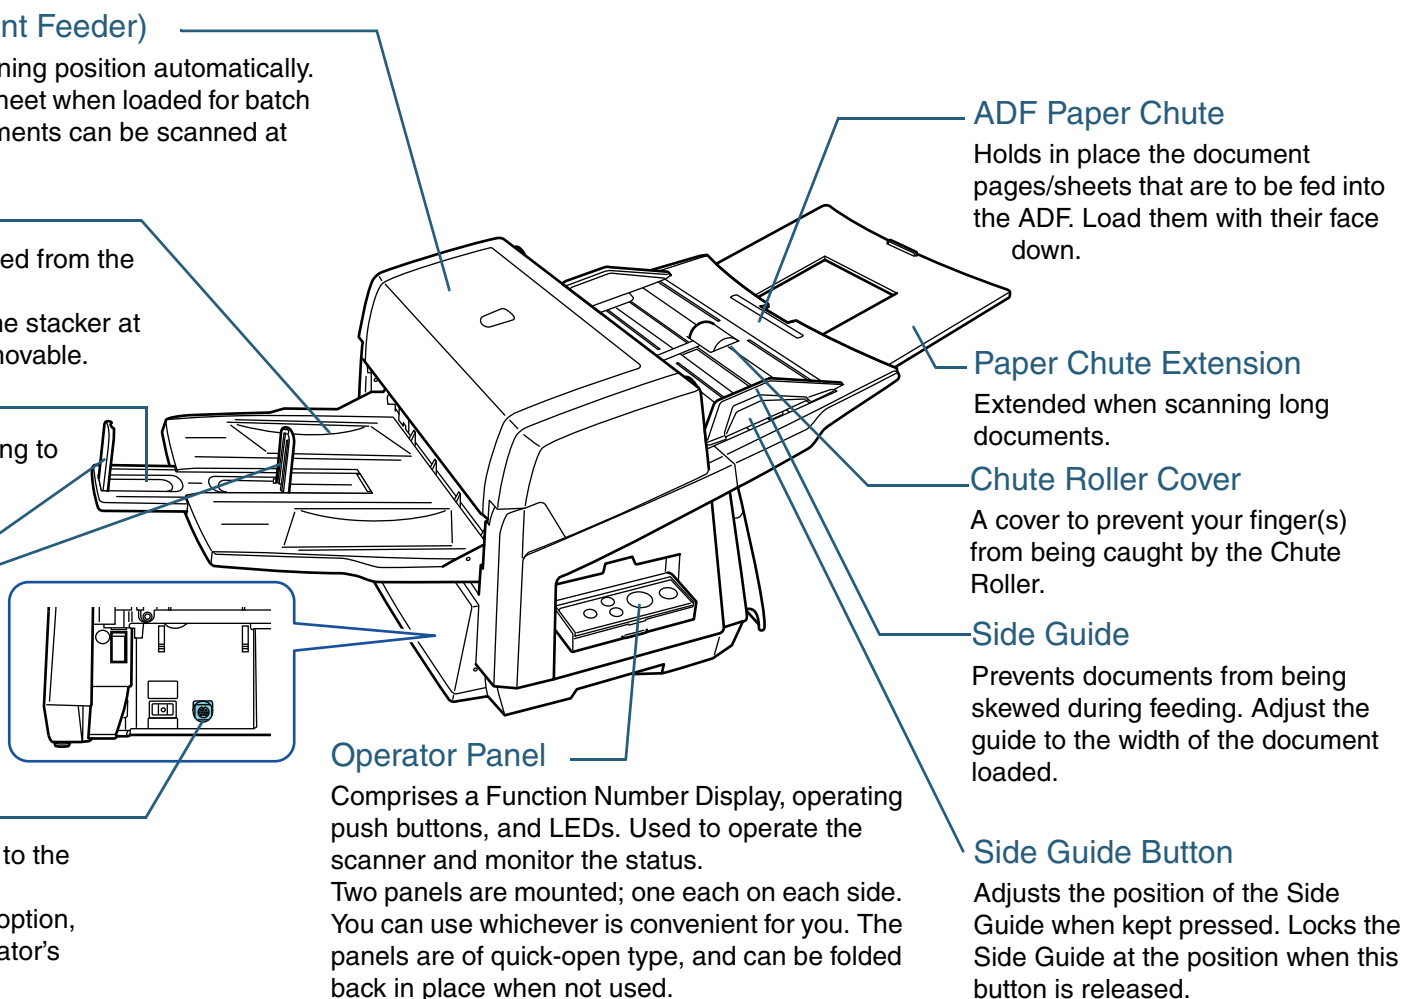 nt Feeder)
ning position automatically.
heet when loaded for batch
ments can be scanned at
ed from the
ne stacker at
movable.
ng to
to the
option,
ator's
Operator Panel
Comprises a Function Number Display, operating
push buttons, and LEDs. Used to operate the
scanner and monitor the status.
Two panels are mounted; one each on each side.
You can use whichever is convenient for you. The
panels are of quick-open type, and can be folded
back in place when not used.
ADF Paper Chute
Holds in place the document
pages/sheets that are to be fed into
the ADF. Load them with their face
down.
Paper Chute Extension
Extended when scanning long
documents.
Chute Roller Cover
A cover to prevent your finger(s)
from being caught by the Chute
Roller.
Side Guide
Prevents documents from being
skewed during feeding. Adjust the
guide to the width of the document
loaded.
Side Guide Button
Adjusts the position of the Side
Guide when kept pressed. Locks the
Side Guide at the position when this
button is released.